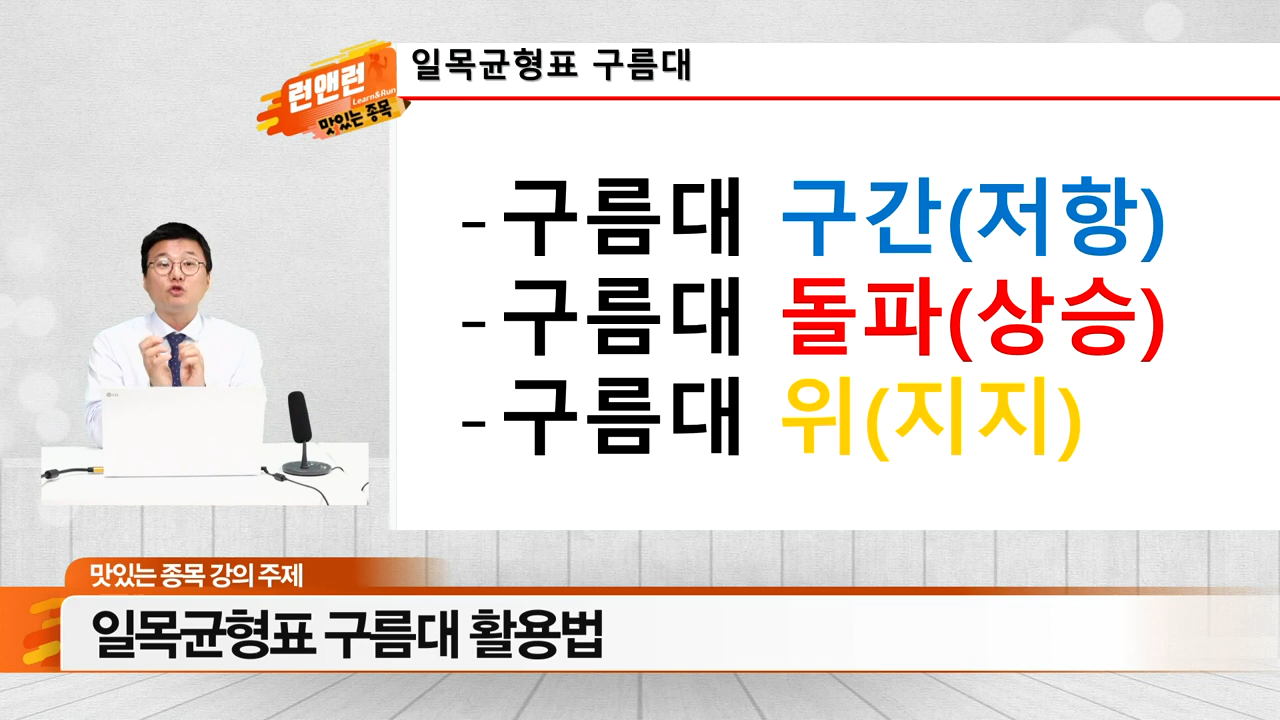 런앤런
Learn&Run
맛있는 종목
일목균형표 구름대
- 구름대 구간(저항)
- 구름대 돌파(상승)
- 구름대 위(지지)
맛있는 종목 강의 주제
일목균형표 구름대 활용법